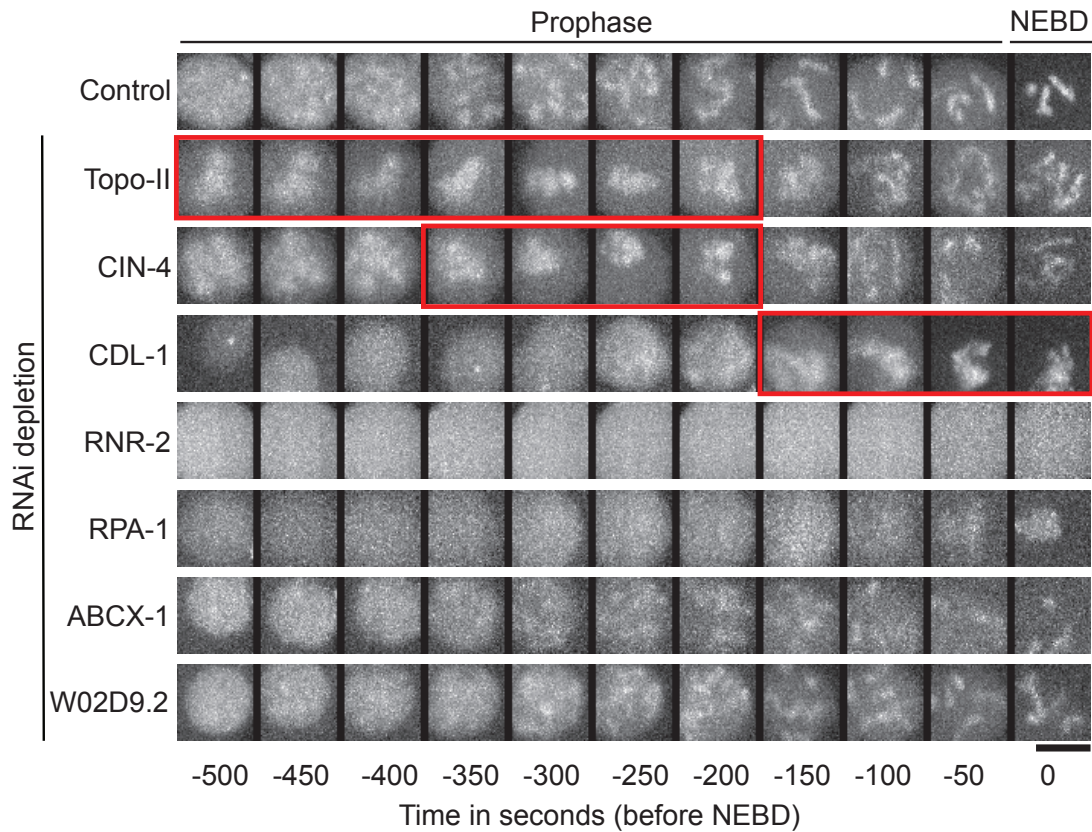 Prophase NEBD
Control
Topo-II
CIN-4
CDL-1
RNR-2
RPA-1
ABCX-1
W02D9.2
RNAi depletion
-500 -450 -400 -350 -300 -250 -200 -150 -100 -50 0
Time in seconds (before NEBD)